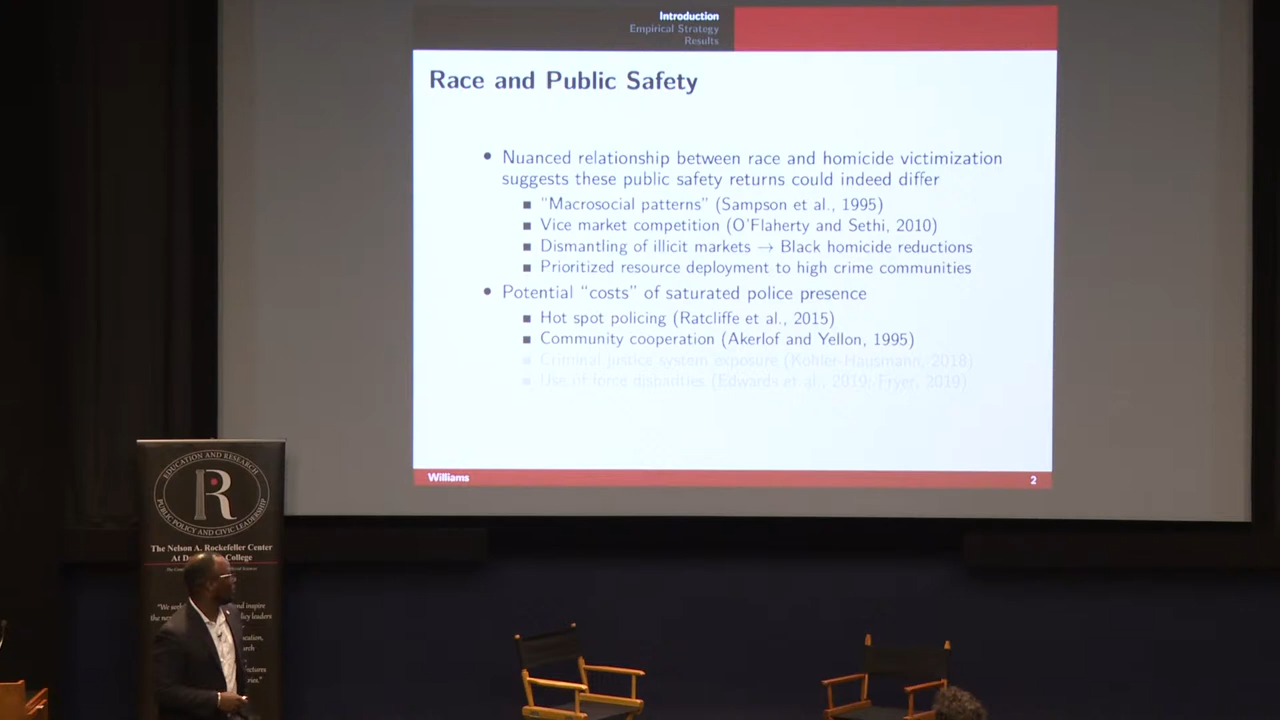 Introduction
Empirical Strategy
Results
Race and Public Safety
• Nuanced relationship between race and homicide victimization
suggests these public safety returns could indeed differ
■ “Macrosocial patterns” (Sampson et al., 1995)
■ Vice market competition (O'Flaherty and Sethi, 2010)
■ Dismantling of illicit markets → Black homicide reductions
■ Prioritized resource deployment to high crime communities
• Potential “costs” of saturated police presence
■ Hot spot policing (Ratcliffe et al., 2015)
■ Community cooperation (Akerlof and Yellon, 1995)
■ Criminal justice system exposure (Kohler-Hausmann, 2018)
■ Use of force disparities (Edwards et al., 2019; Fryer, 2019)
Williams
2
EDUCATION AND RESEARCH
R
PUBLIC POLICY AND CIVIC LEADERSHIP
The Nelson A. Rockefeller Center
At College